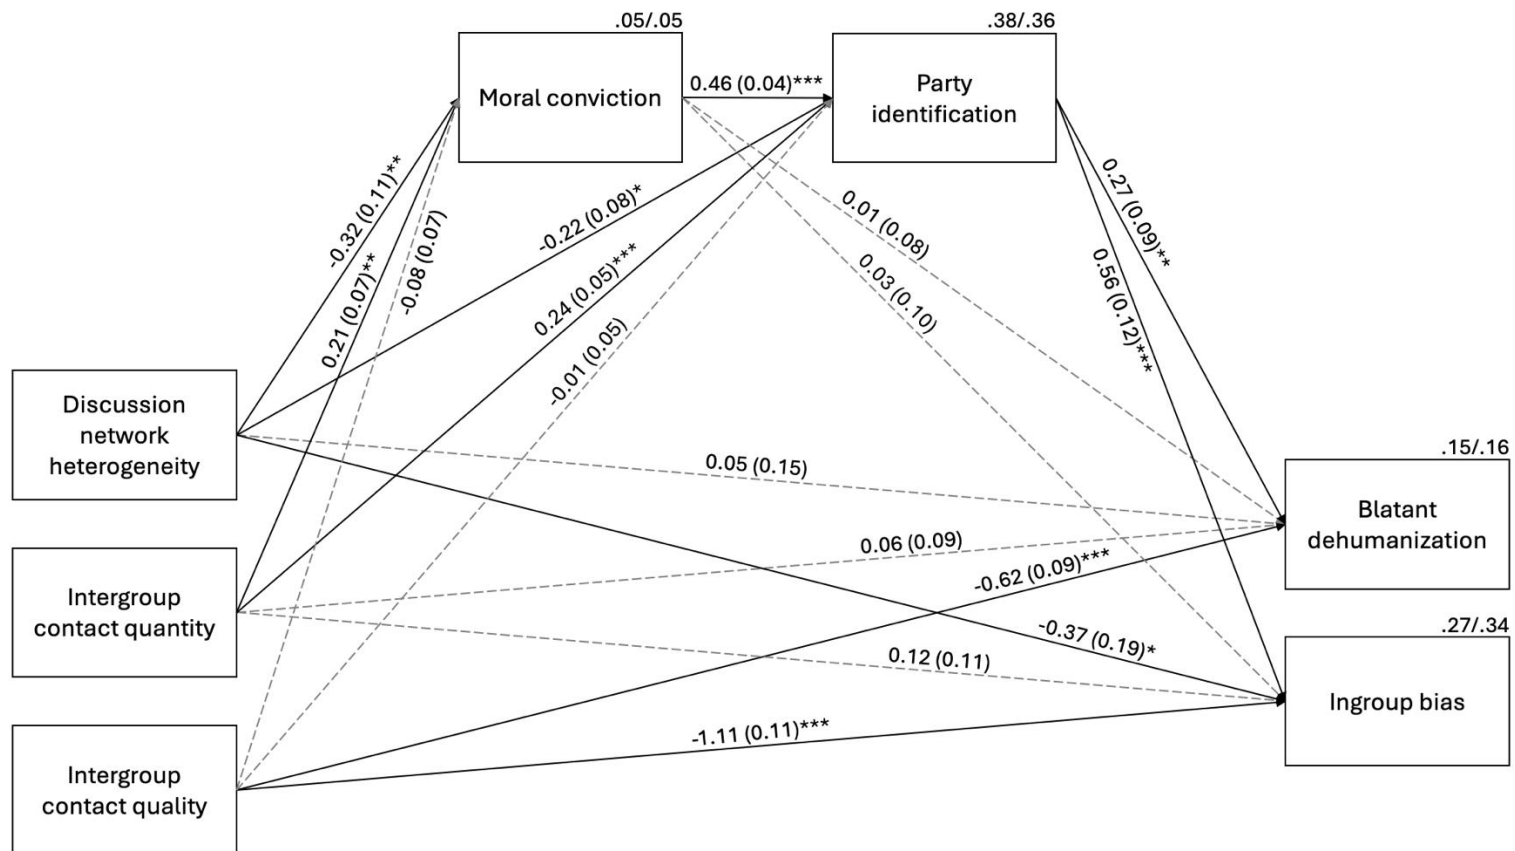 .05/.05
.38/.36
Moral conviction
0.46 (0.04)***
Party
identification
-0.32 (0.11)**
0.21 (0.07)**
-0.08 (0.07)
-0.22 (0.08)*
0.24 (0.05)***
-0.01 (0.05)
0.01 (0.08)
0.03 (0.10)
0.27 (0.09)**
0.56 (0.12)***
Discussion
network
heterogeneity
0.05 (0.15)
.15/.16
Blatant
dehumanization
0.06 (0.09)
-0.62 (0.09)***
Intergroup
contact quantity
-0.37 (0.19)*
0.12 (0.11)
.27/.34
Ingroup bias
-1.11 (0.11)***
Intergroup
contact quality